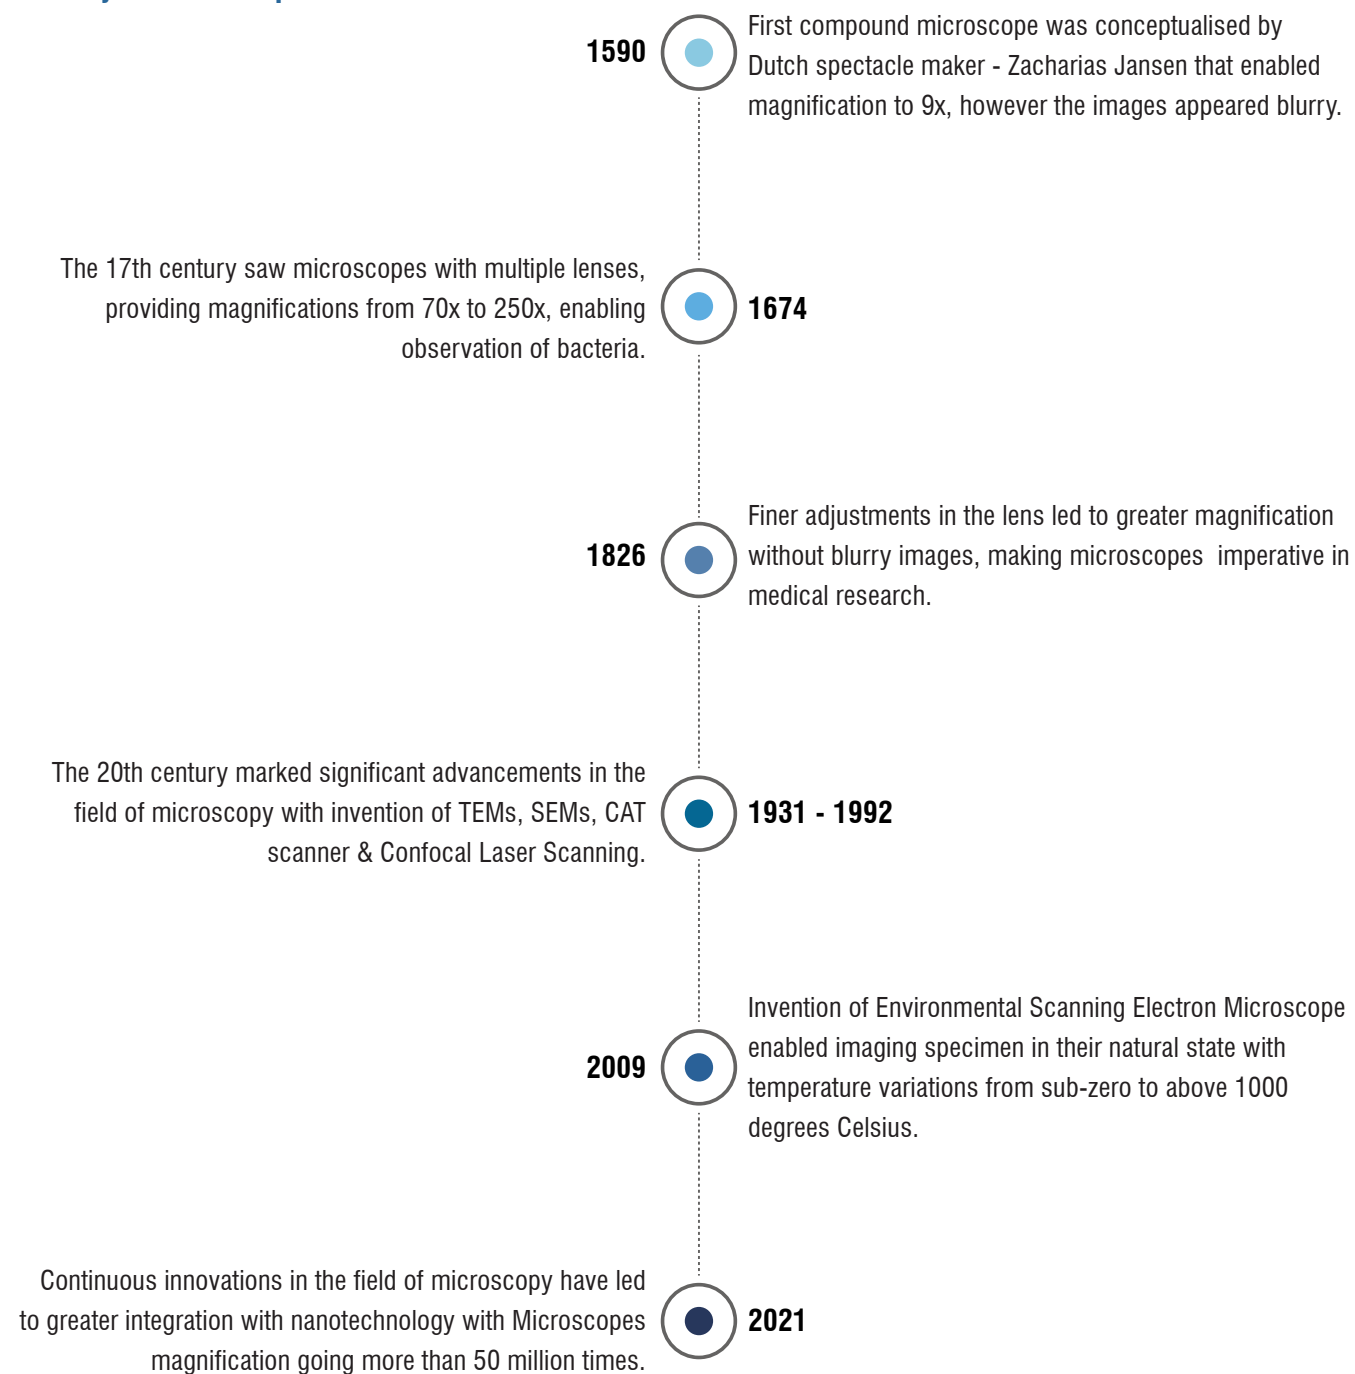 1590
First compound microscope was conceptualised by
Dutch spectacle maker - Zacharias Jansen that enabled
magnification to 9x, however the images appeared blurry.
The 17th century saw microscopes with multiple lenses,
providing magnifications from 70x to 250x, enabling
observation of bacteria.
1674
1826
Finer adjustments in the lens led to greater magnification
without blurry images, making microscopes  imperative in
medical research.
The 20th century marked significant advancements in the
field of microscopy with invention of TEMs, SEMs, CAT
scanner & Confocal Laser Scanning.
1931 - 1992
2009
Invention of Environmental Scanning Electron Microscope
enabled imaging specimen in their natural state with
temperature variations from sub-zero to above 1000
degrees Celsius.
Continuous innovations in the field of microscopy have led
to greater integration with nanotechnology with Microscopes
magnification going more than 50 million times.
2021